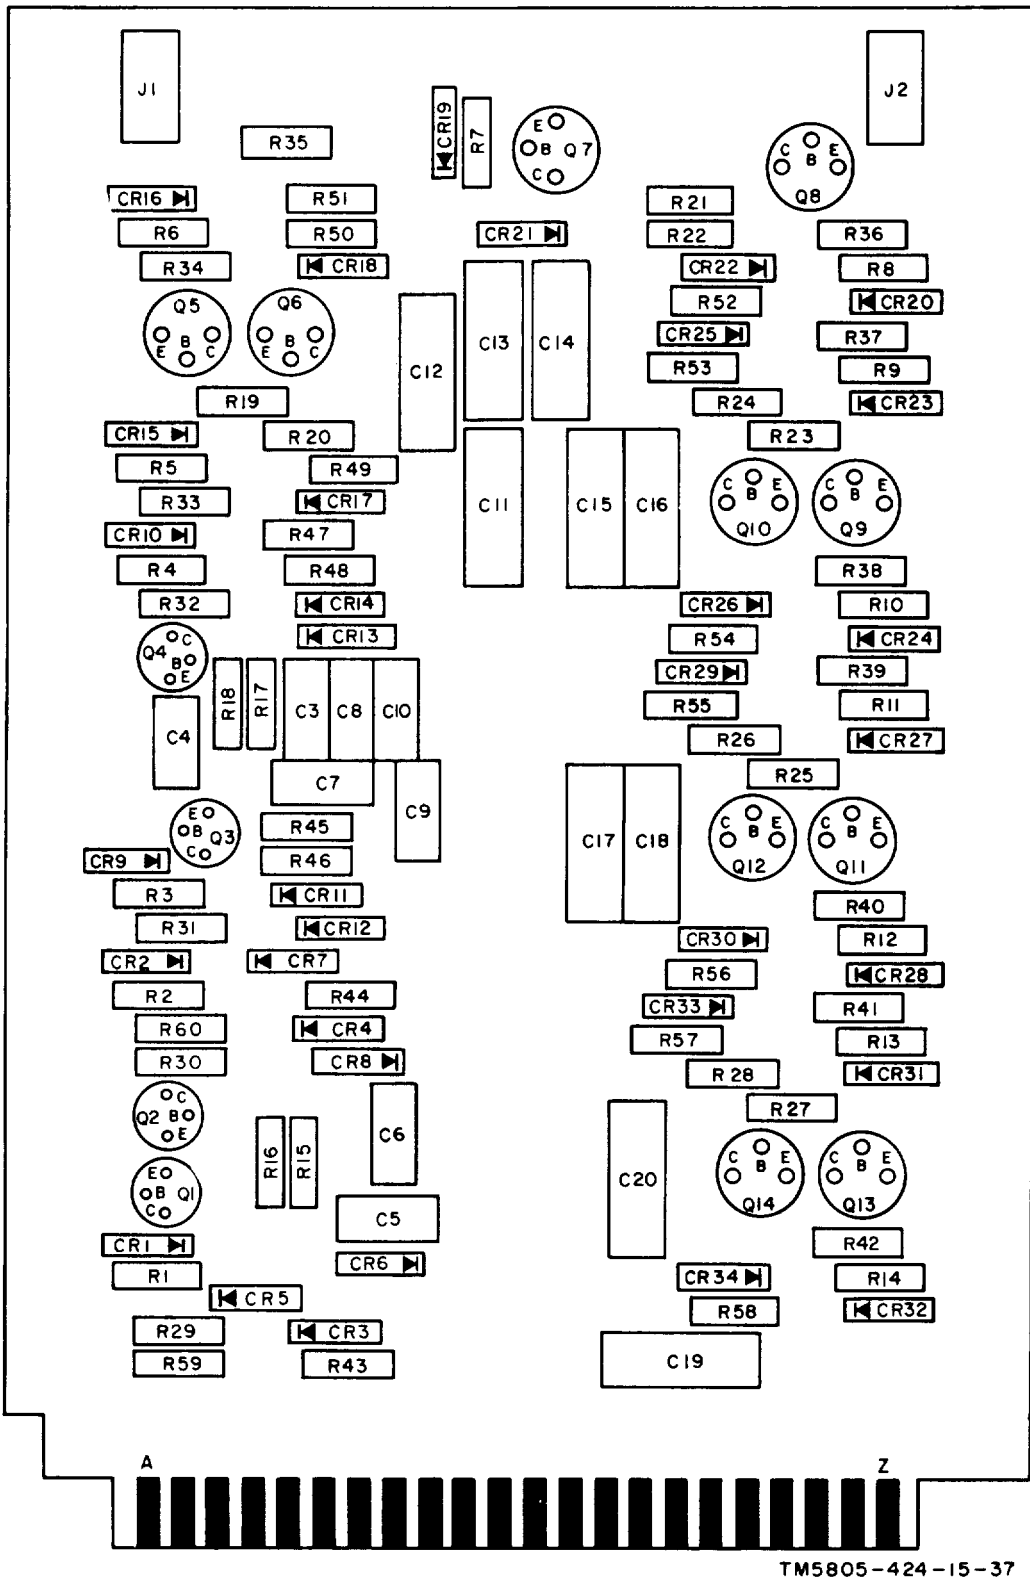 J1
J2
CR19
R7
E
B
C
Q7
R35
C
B
E
Q8
CR16
R51
R21
R6
R50
CR21
R22
R36
R34
CR18
CR22
R8
Q5
E
B
C
Q6
E
B
C
R52
CR20
C12
C13
C14
CR25
R37
R53
R9
R19
R24
CR23
CR15
R20
R23
R5
R49
R33
CR17
C11
C15
C16
C
B
E
Q10
C
B
E
Q9
CR10
R47
R4
R48
R38
R32
CR14
CR26
R10
CR13
R54
CR24
Q4
C
B
E
R18
R17
C3
C8
C10
CR29
R39
R55
R11
C4
R26
CR27
C7
C9
R25
E
B
C
Q3
R45
C17
C18
C
B
E
Q12
C
B
E
Q11
CR9
R46
R3
CR11
R40
R31
CR12
CR30
R12
CR2
CR7
R56
CR28
R2
R44
CR33
R41
R60
CR4
R57
R13
R30
CR8
R28
CR31
Q2
C
B
E
C6
R27
R16
R15
C20
C
B
E
Q14
C
B
E
Q13
E
B
C
Q1
C5
CR1
CR6
R42
R1
CR34
R14
CR5
R58
CR32
R29
CR3
R59
R43
C19
A
Z
TM5805-424-15-37